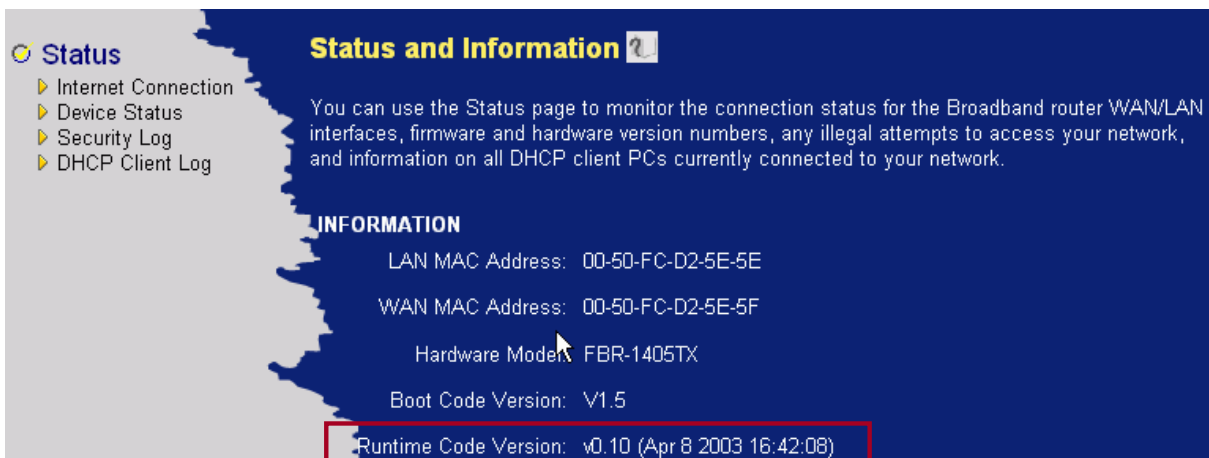 Status
Internet Connection
Device Status
Security Log
DHCP Client Log
Status and Information
You can use the Status page to monitor the connection status for the Broadband router WAN/LAN
interfaces, firmware and hardware version numbers, any illegal attempts to access your network,
and information on all DHCP client PCs currently connected to your network.
INFORMATION
LAN MAC Address: 00-50-FC-D2-5E-5E
WAN MAC Address: 00-50-FC-D2-5E-5F
Hardware Model: FBR-1405TX
Boot Code Version: V1.5
Runtime Code Version: v0.10 (Apr 8 2003 16:42:08)